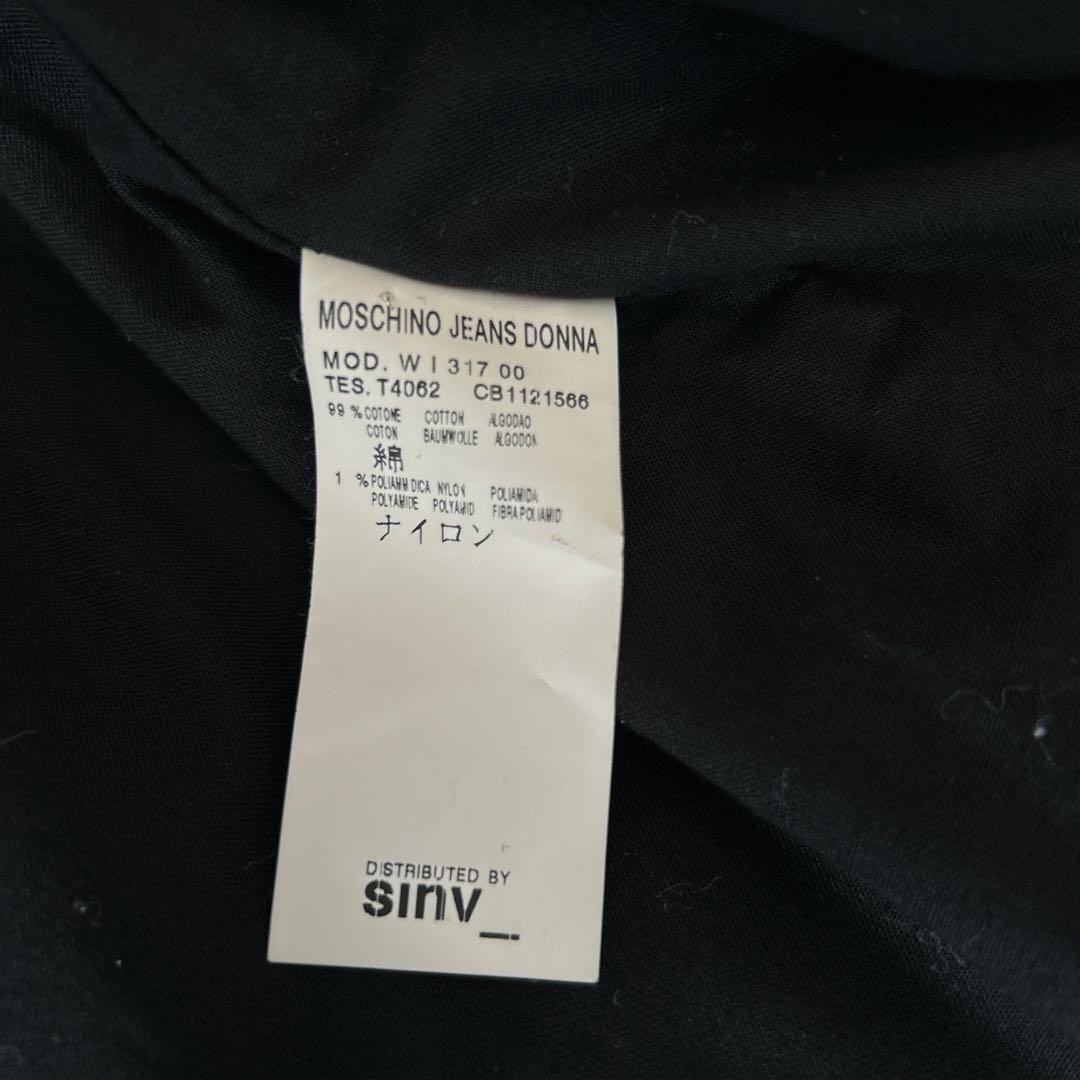 MOSCHINO JEANS DONNA
MOD. W I 317 00
TES. T4062 CB1121566
99 % COTONE COTTON ALGODAO
COTON BAUMWOLLE ALGODON
綿
1 % POLIAMMIDICA NYLON POLIAMIDA
POLYAMIDE POLYAMID FIBRA POLIAMID
ナイロン
DISTRIBUTED BY
sinv_.